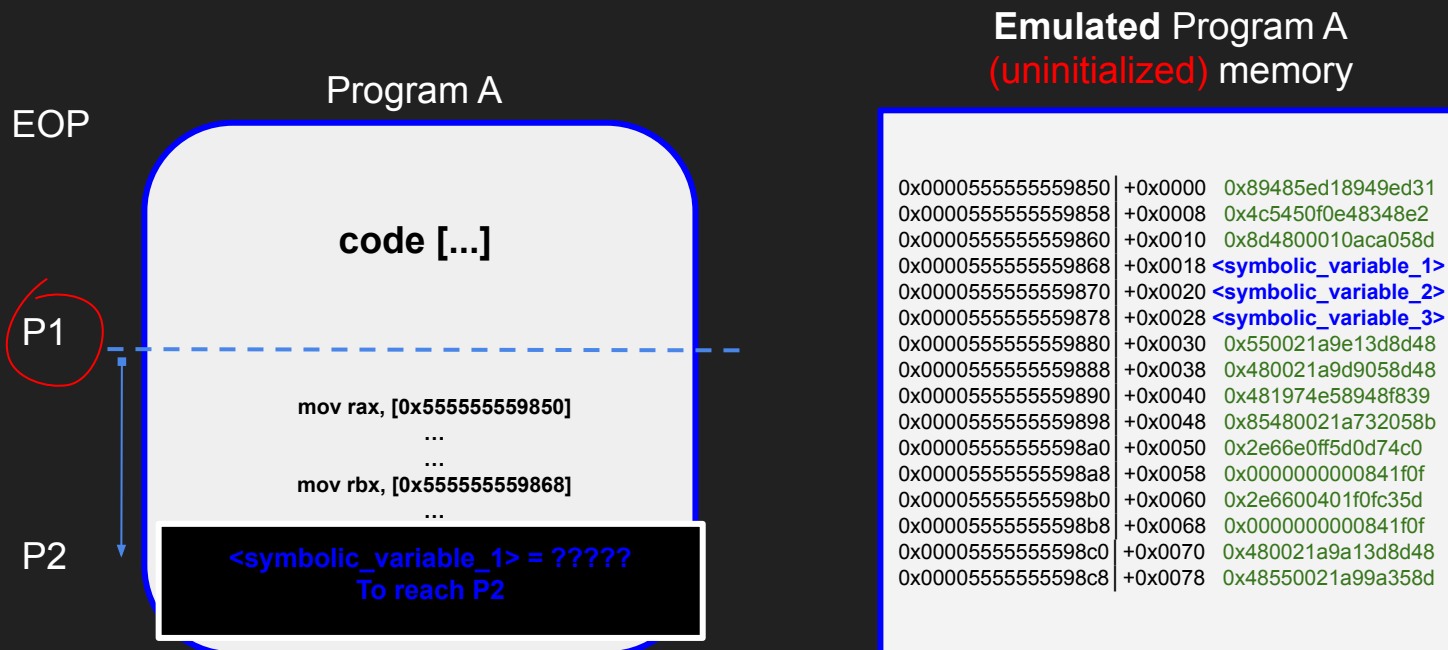 Program A
EOP
code [...]
P1
mov rax, [0x555555559850]
...
...
mov rbx, [0x555555559868]
...
P2
<symbolic_variable_1> = ?????
To reach P2
Emulated Program A
(uninitialized) memory
0x0000555555559850| +0x0000 0x89485ed18949ed31
0x0000555555559858| +0x0008 0x4c5450f0e48348e2
0x0000555555559860| +0x0010 0x8d4800010aca058d
0x0000555555559868| +0x0018 <symbolic_variable_1>
0x0000555555559870| +0x0020 <symbolic_variable_2>
0x0000555555559878| +0x0028 <symbolic_variable_3>
0x0000555555559880| +0x0030 0x550021a9e13d8d48
0x0000555555559888| +0x0038 0x480021a9d9058d48
0x0000555555559890| +0x0040 0x481974e58948f839
0x0000555555559898| +0x0048 0x85480021a732058b
0x00005555555598a0| +0x0050 0x2e66e0ff5d0d74c0
0x00005555555598a8| +0x0058 0x0000000000841f0f
0x00005555555598b0| +0x0060 0x2e6600401f0fc35d
0x00005555555598b8| +0x0068 0x0000000000841f0f
0x00005555555598c0| +0x0070 0x480021a9a13d8d48
0x00005555555598c8| +0x0078 0x48550021a99a358d